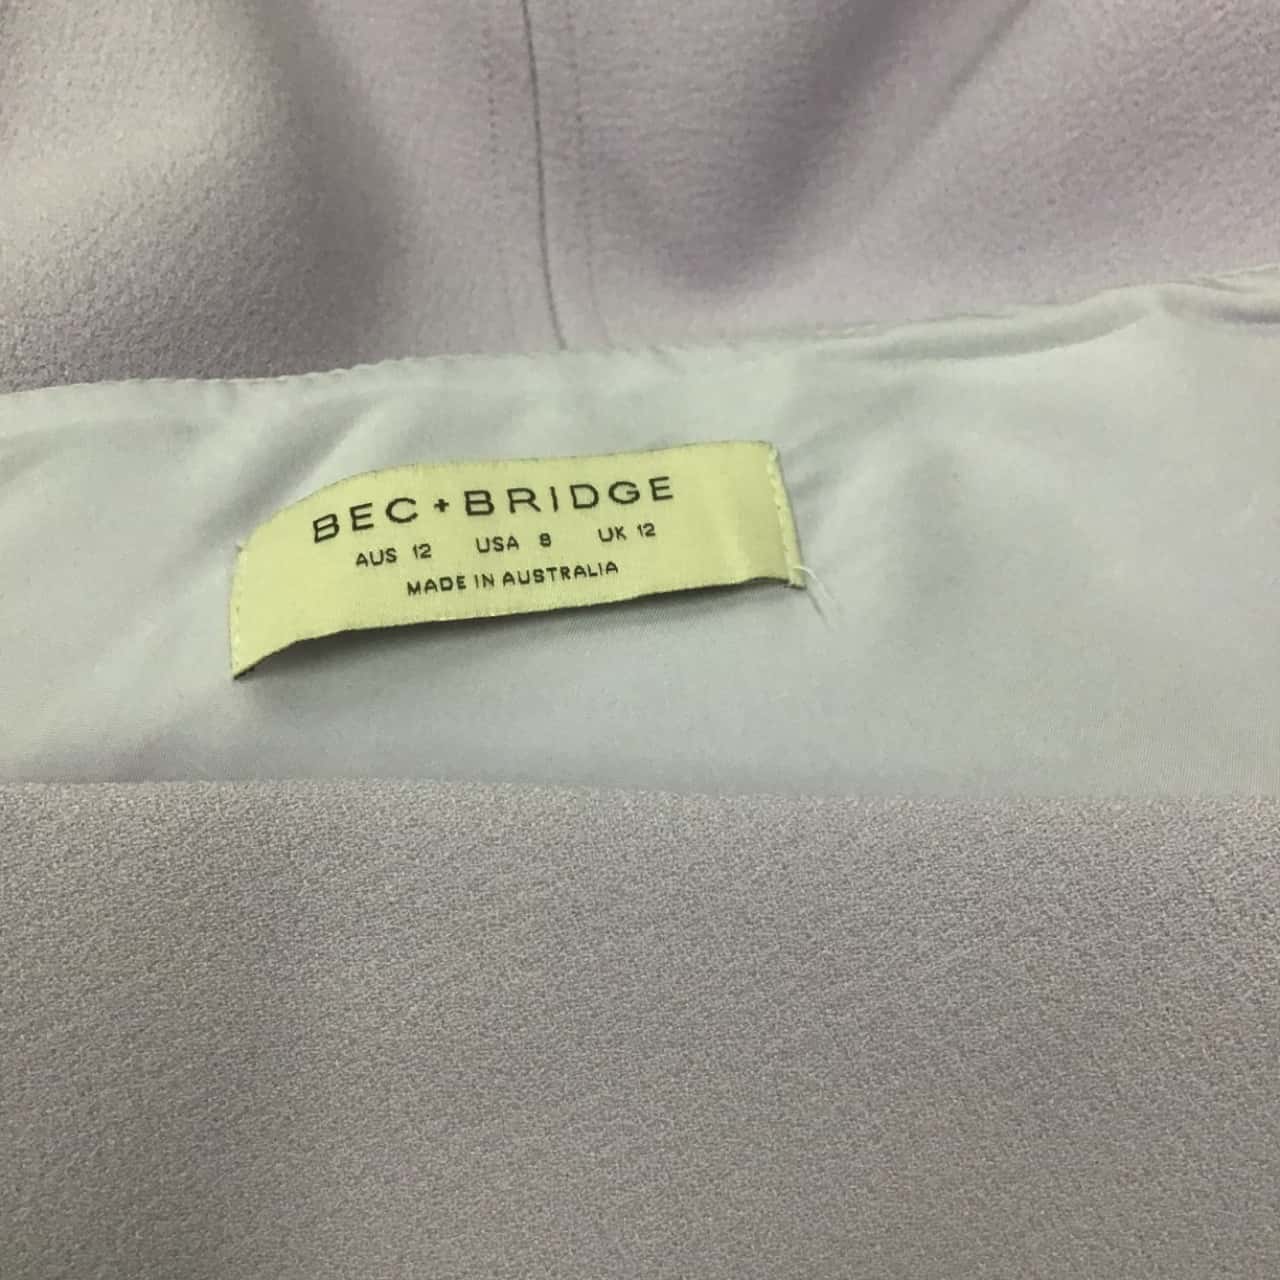 BEC + BRIDGE
AUS 12 USA 8 UK 12
MADE IN AUSTRALIA